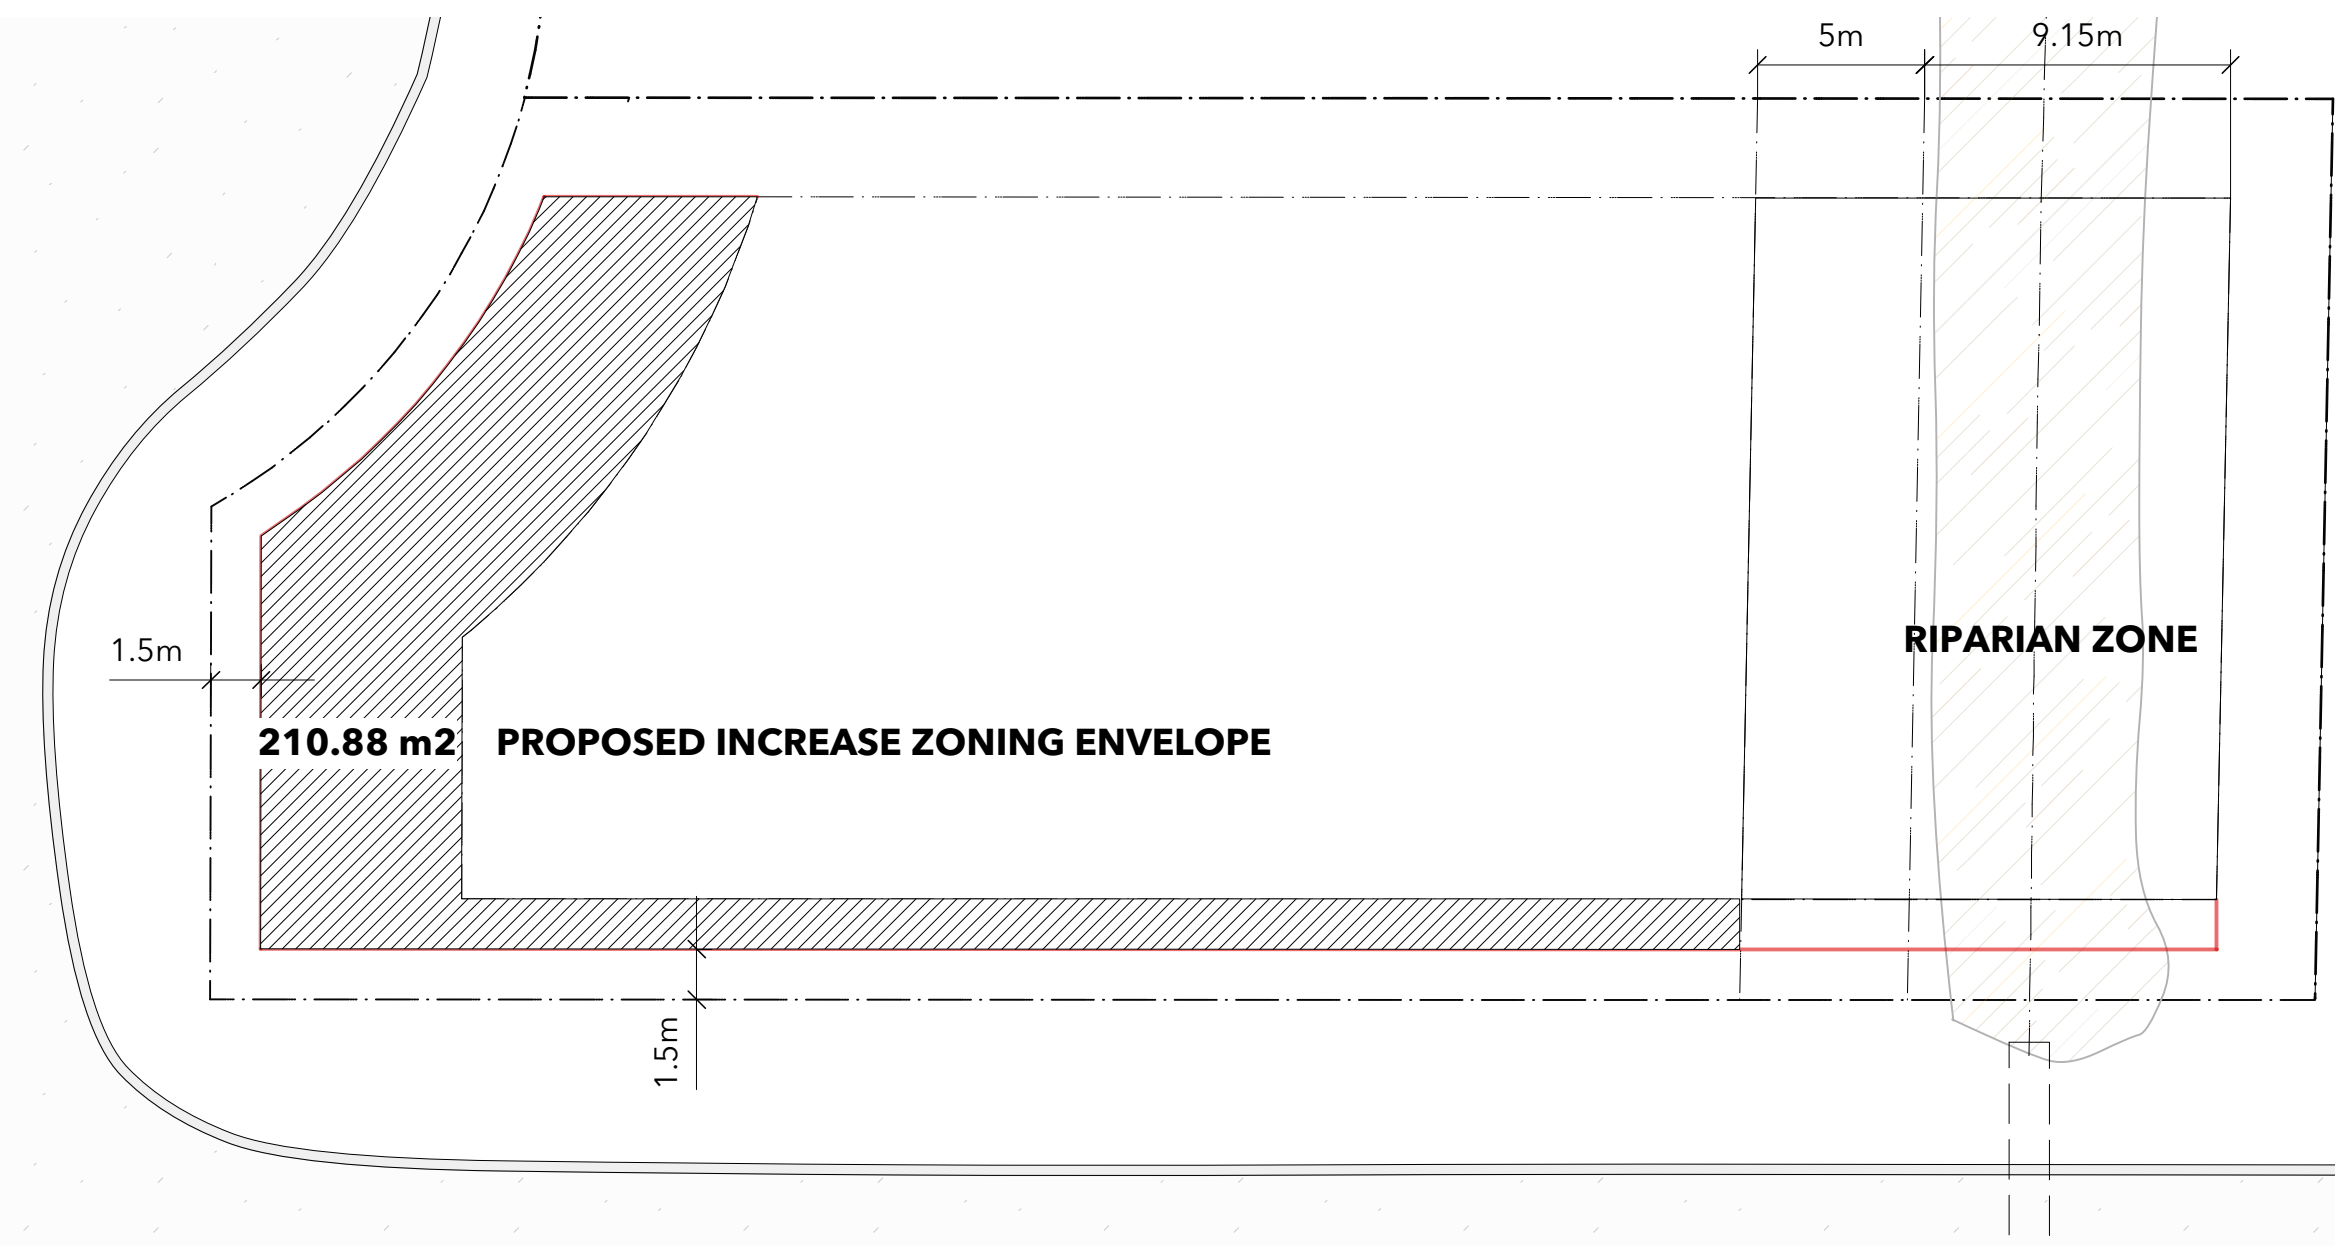 5m
9.15m
RIPARIAN ZONE
1.5m
210.88 m2
PROPOSED INCREASE ZONING ENVELOPE
1.5m